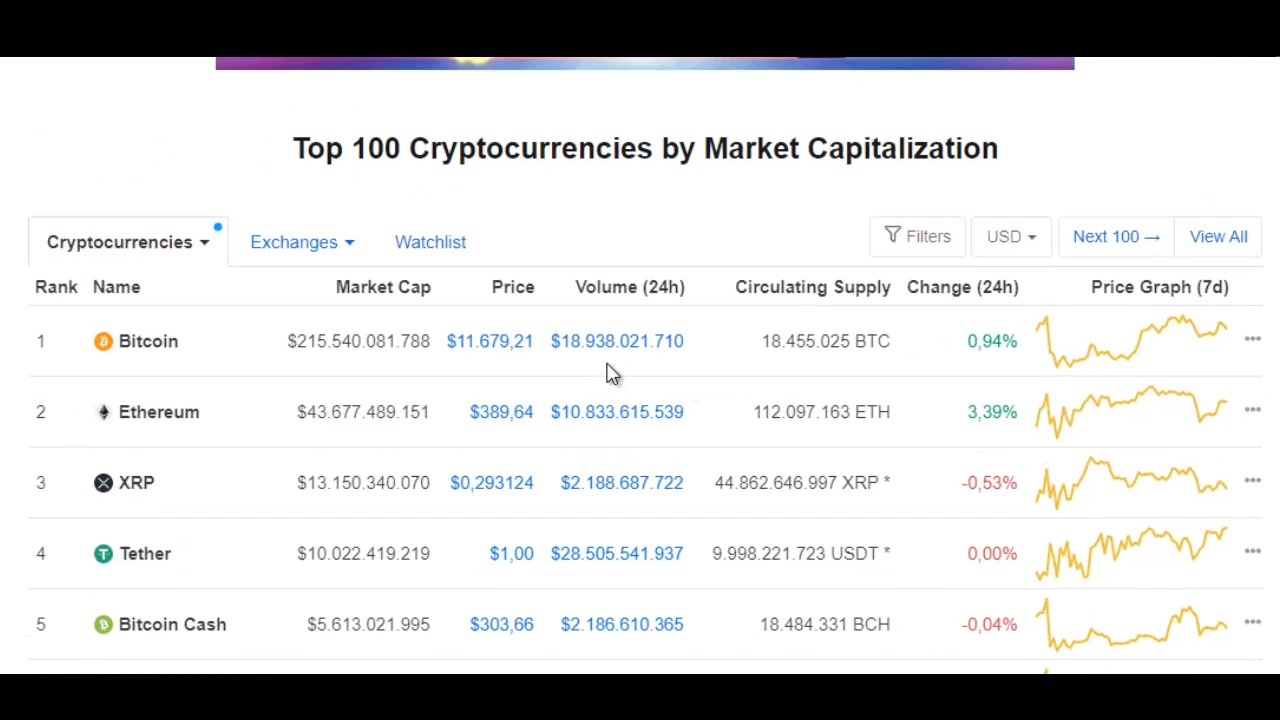 Top 100 Cryptocurrencies by Market Capitalization
Cryptocurrencies Exchanges Watchlist Filters USD Next 100 → View All
Rank Name Market Cap Price Volume (24h) Circulating Supply Change (24h) Price Graph (7d)
1 Bitcoin $215.540.081.788 $11.679,21 $18.938.021.710 18.455.025 BTC 0,94%
2 Ethereum $43.677.489.151 $389,64 $10.833.615.539 112.097.163 ETH 3,39%
3 XRP $13.150.340.070 $0,293124 $2.188.687.722 44.862.646.997 XRP * -0,53%
4 Tether $10.022.419.219 $1,00 $28.505.541.937 9.998.221.723 USDT * 0,00%
5 Bitcoin Cash $5.613.021.995 $303,66 $2.186.610.365 18.484.331 BCH -0,04%